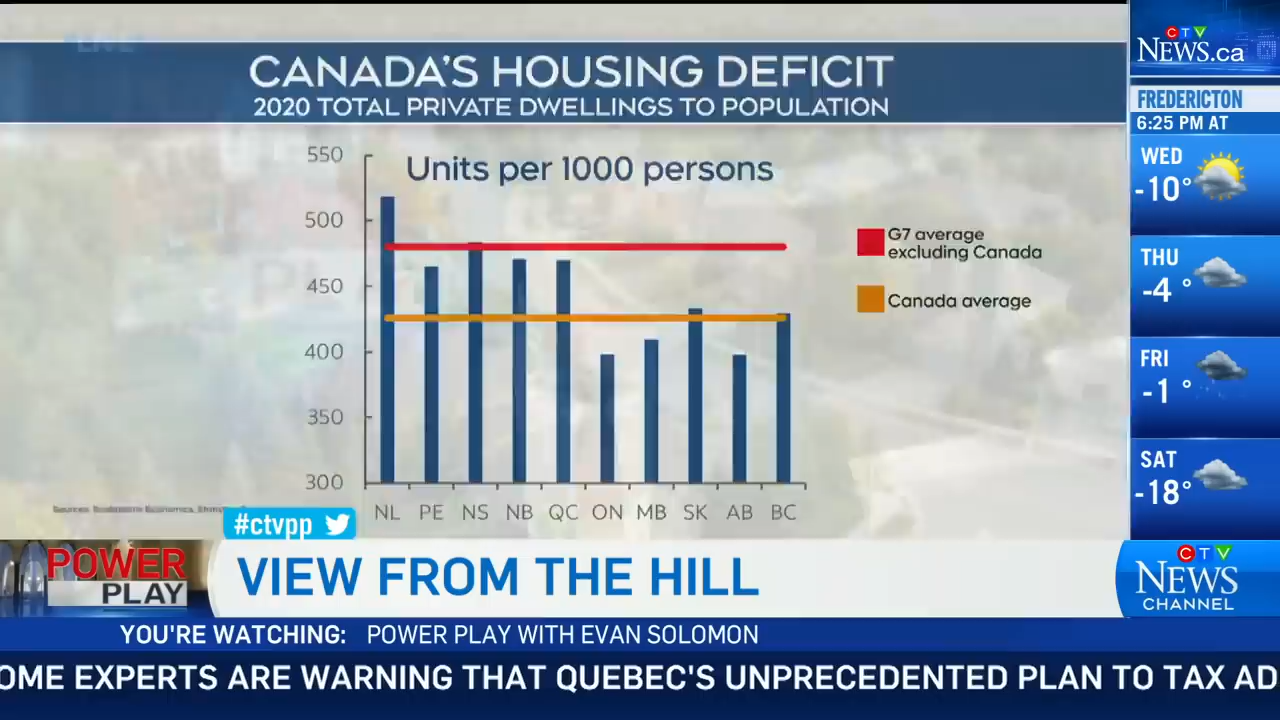 LIVE
CANADA'S HOUSING DEFICIT
2020 TOTAL PRIVATE DWELLINGS TO POPULATION
Units per 1000 persons
550
500
450
400
350
300
NL PE NS NB QC ON MB SK AB BC
G7 average
excluding Canada
Canada average
Economics,
#ctvpp
POWER
PLAY
VIEW FROM THE HILL
YOU'RE WATCHING: POWER PLAY WITH EVAN SOLOMON
OME EXPERTS ARE WARNING THAT QUEBEC'S UNPRECEDENTED PLAN TO TAX AD
CTV
NEWS.ca
FREDERICTON
6:25 PM AT
WED
-10°
THU
-4 °
FRI
-1 °
SAT
-18°
CTV
NEWS
CHANNEL